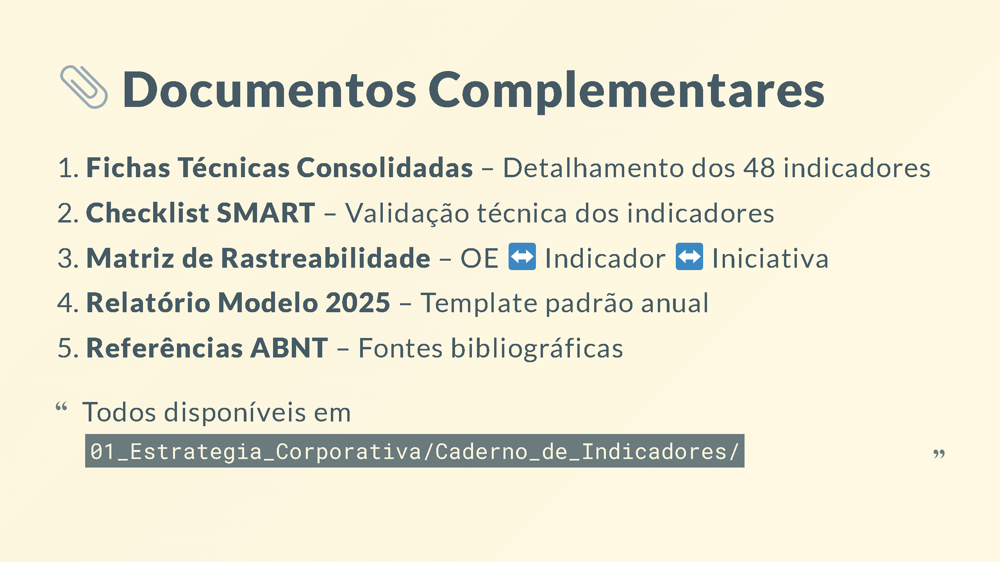 📎 Documentos Complementares
1. Fichas Técnicas Consolidadas – Detalhamento dos 48 indicadores
2. Checklist SMART – Validação técnica dos indicadores
3. Matriz de Rastreabilidade – OE ↔️ Indicador ↔️ Iniciativa
4. Relatório Modelo 2025 – Template padrão anual
5. Referências ABNT – Fontes bibliográficas
“ Todos disponíveis em
01_Estrategia_Corporativa/Caderno_de_Indicadores/ ”